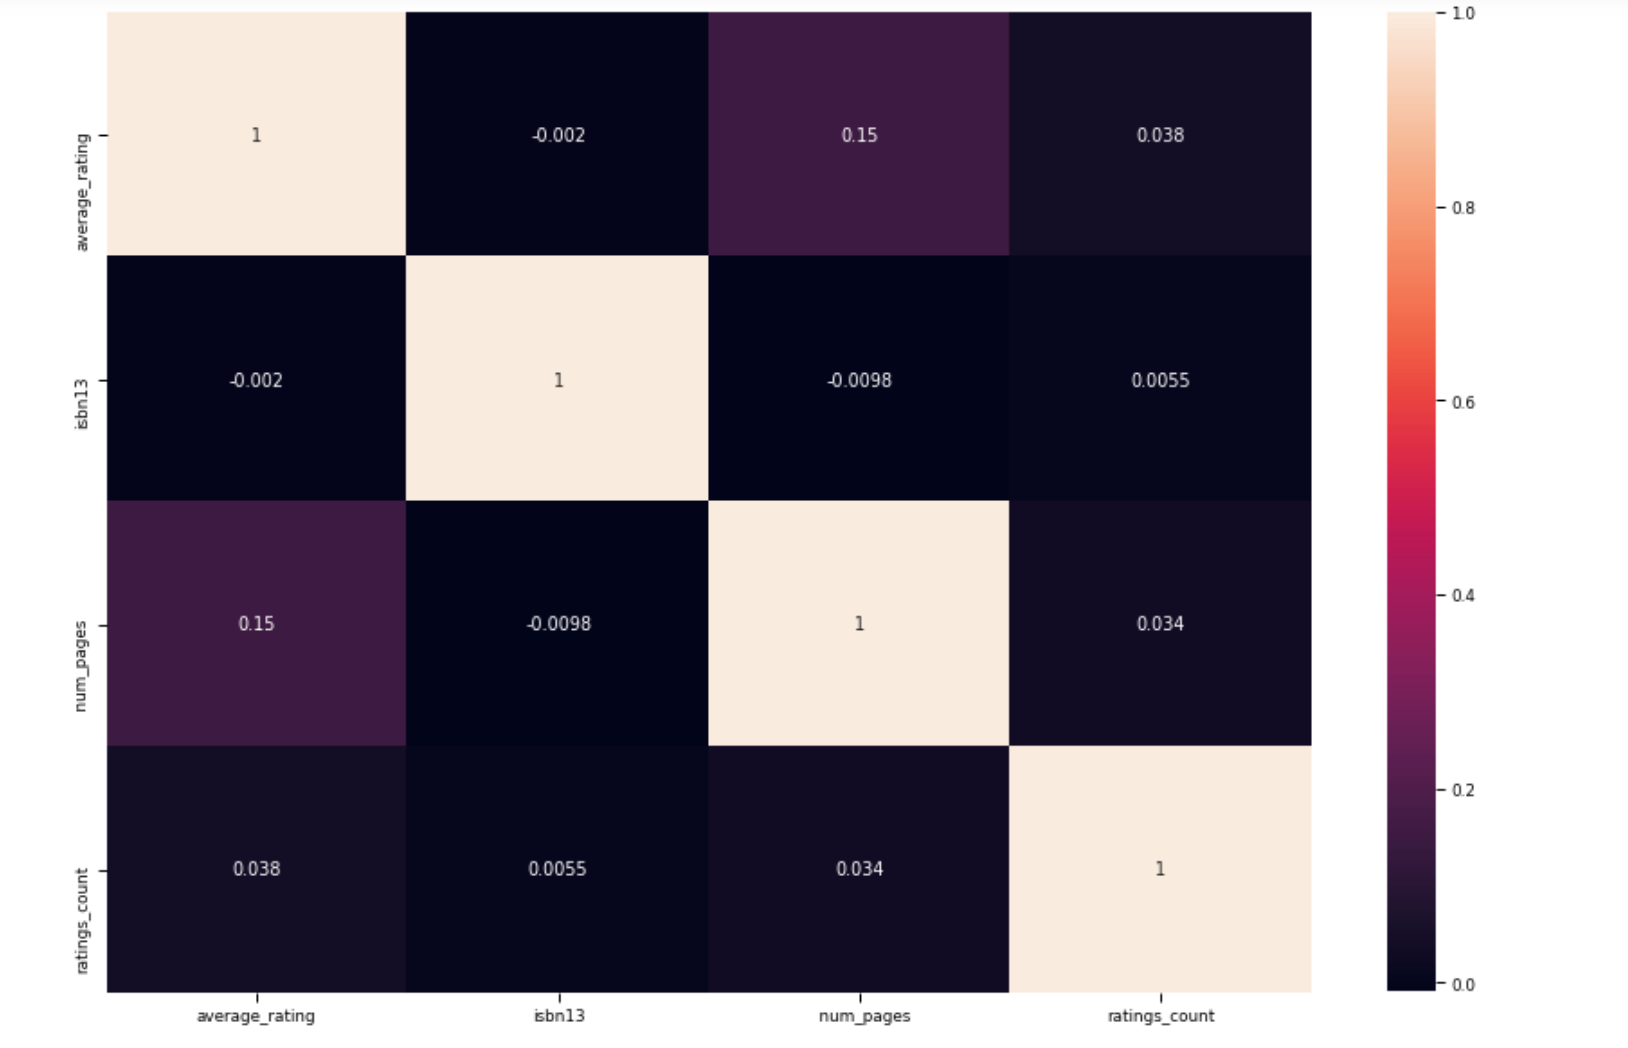 average_rating
1
-0.002
0.15
0.038
isbn13
-0.002
1
-0.0098
0.0055
num_pages
0.15
-0.0098
1
0.034
ratings_count
0.038
0.0055
0.034
1
average_rating
isbn13
num_pages
ratings_count
1.0
0.8
0.6
0.4
0.2
0.0